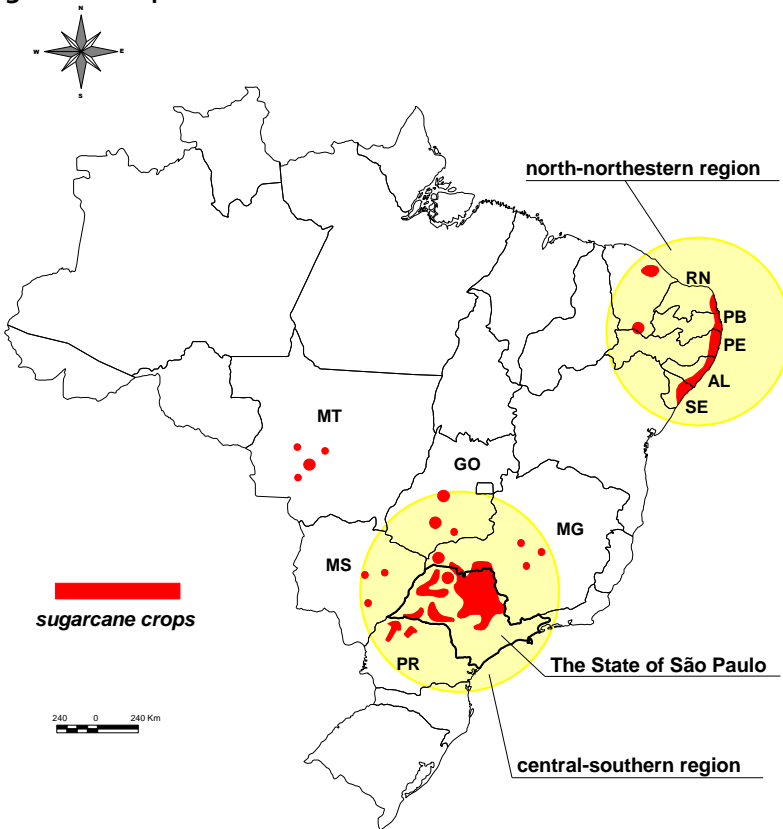 N
W
E
S
north-northestern region
RN
PB
PE
AL
SE
MT
GO
MG
MS
sugarcane crops
PR
The State of São Paulo
240 0 240 Km
central-southern region